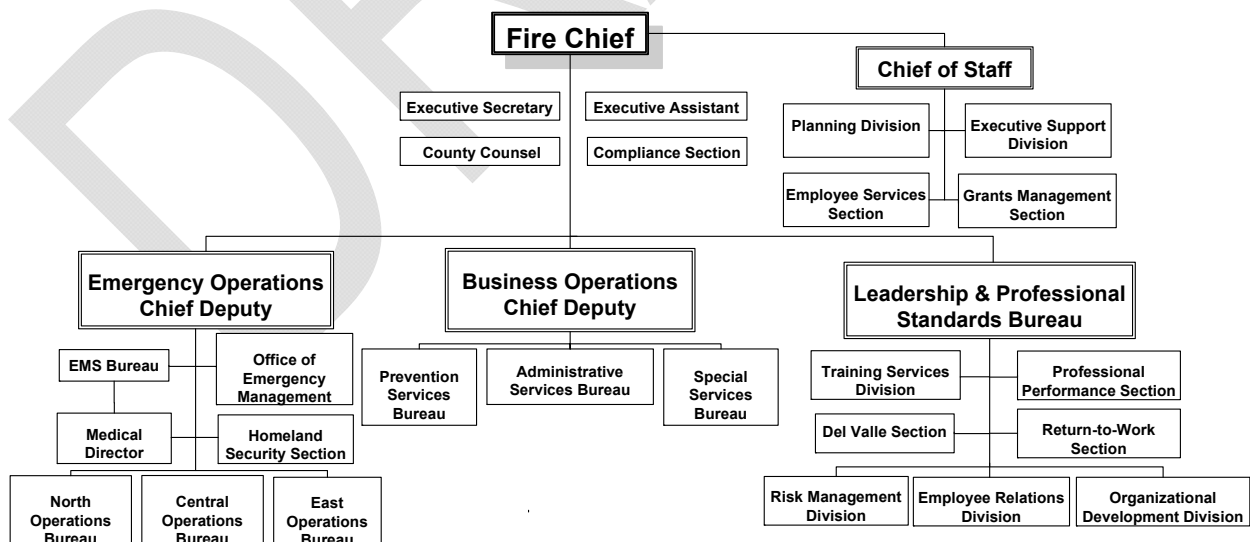 Fire Chief
Chief of Staff
Executive Secretary
Executive Assistant
County Counsel
Compliance Section
Planning Division
Executive Support
Division
Employee Services
Section
Grants Management
Section
Emergency Operations
Chief Deputy
Business Operations
Chief Deputy
Leadership & Professional
Standards Bureau
EMS Bureau
Office of
Emergency
Management
Medical
Director
Homeland
Security Section
North
Operations
Bureau
Central
Operations
Bureau
East
Operations
Bureau
Prevention
Services
Bureau
Administrative
Services Bureau
Special
Services
Bureau
Training Services
Division
Professional
Performance Section
Del Valle Section
Return-to-Work
Section
Risk Management
Division
Employee Relations
Division
Organizational
Development Division